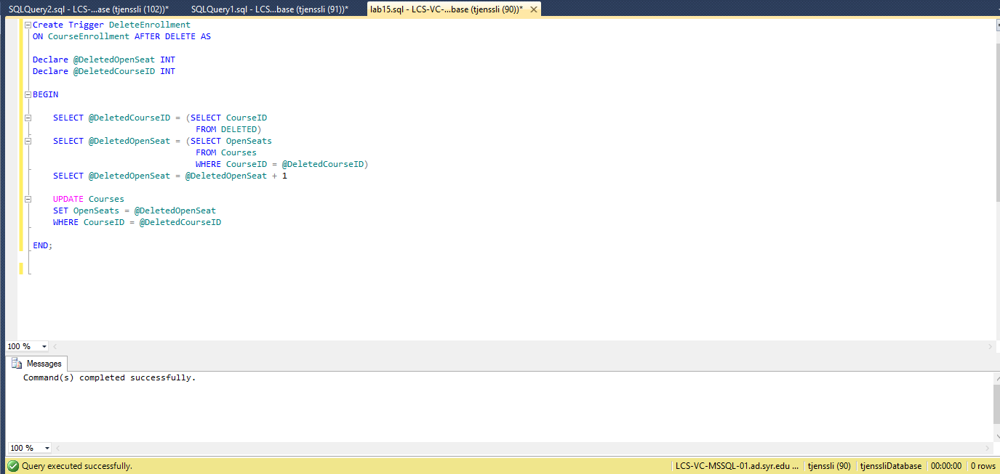 SQLQuery2.sql - LCS-...ase (tjenssli (102))* SQLQuery1.sql - LCS...base (tjenssli (91))* lab15.sql - LCS-VC-...base (tjenssli (90))*
Create Trigger DeleteEnrollment
ON CourseEnrollment AFTER DELETE AS
Declare @DeletedOpenSeat INT
Declare @DeletedCourseID INT
BEGIN
SELECT @DeletedCourseID = (SELECT CourseID
FROM DELETED)
SELECT @DeletedOpenSeat = (SELECT OpenSeats
FROM Courses
WHERE CourseID = @DeletedCourseID)
SELECT @DeletedOpenSeat = @DeletedOpenSeat + 1
UPDATE Courses
SET OpenSeats = @DeletedOpenSeat
WHERE CourseID = @DeletedCourseID
END;
100 %
Messages
Command(s) completed successfully.
100 %
Query executed successfully. LCS-VC-MSSQL-01.ad.syr.edu ... tjenssli (90) tjenssliDatabase 00:00:00 0 rows